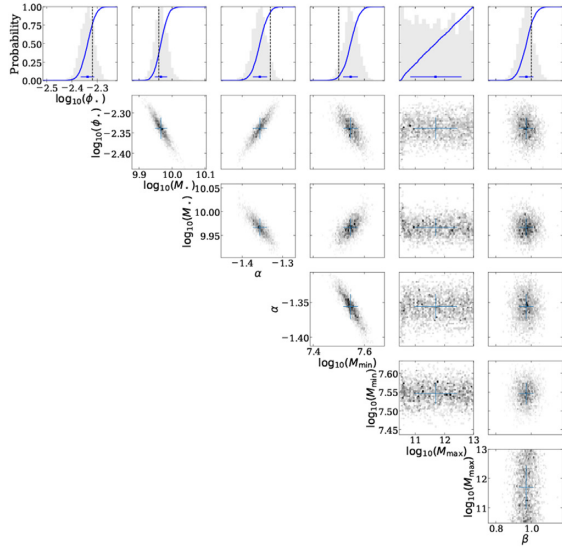 Probability
1.00
0.75
0.50
0.25
0.00
−2.5 −2.4 −2.3
log₁₀(ϕ⋆)
log₁₀(ϕ⋆)
−2.30
−2.35
−2.40
9.9 10.0 10.1
log₁₀(M⋆)
log₁₀(M⋆)
10.05
10.00
9.95
−1.4 −1.3
α
α
−1.35
−1.40
7.4 7.6
log₁₀(Mmin)
log₁₀(Mmin)
7.60
7.55
7.50
7.45
11 12 13
log₁₀(Mmax)
log₁₀(Mmax)
13
12
11
0.8 1.0
β